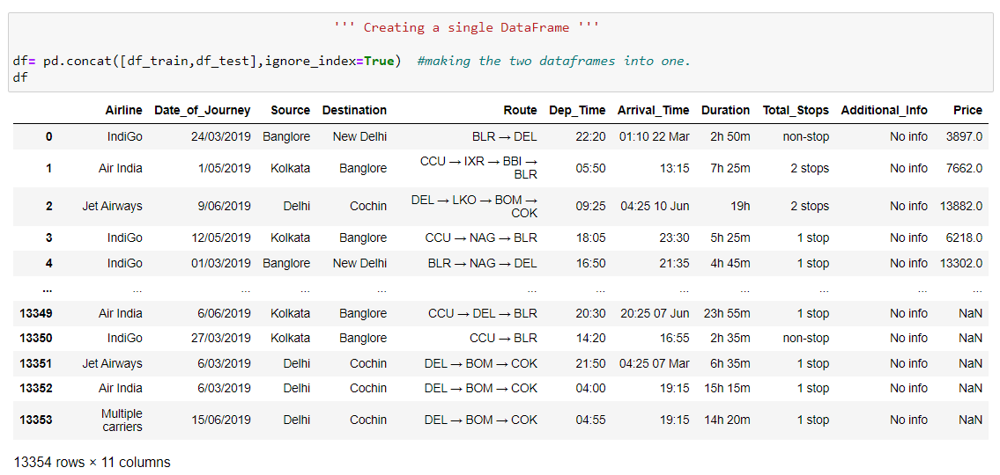 ''' Creating a single DataFrame '''
df= pd.concat([df_train,df_test],ignore_index=True)  #making the two dataframes into one.
df
Airline Date_of_Journey Source Destination Route Dep_Time Arrival_Time Duration Total_Stops Additional_Info Price
0 IndiGo 24/03/2019 Banglore New Delhi BLR → DEL 22:20 01:10 22 Mar 2h 50m non-stop No info 3897.0
1 Air India 1/05/2019 Kolkata Banglore CCU → IXR → BBI → 05:50 13:15 7h 25m 2 stops No info 7662.0
BLR
2 Jet Airways 9/06/2019 Delhi Cochin DEL → LKO → BOM → 09:25 04:25 10 Jun 19h 2 stops No info 13882.0
COK
3 IndiGo 12/05/2019 Kolkata Banglore CCU → NAG → BLR 18:05 23:30 5h 25m 1 stop No info 6218.0
4 IndiGo 01/03/2019 Banglore New Delhi BLR → NAG → DEL 16:50 21:35 4h 45m 1 stop No info 13302.0
... ... ... ... ... ... ... ... ... ... ... ...
13349 Air India 6/06/2019 Kolkata Banglore CCU → DEL → BLR 20:30 20:25 07 Jun 23h 55m 1 stop No info NaN
13350 IndiGo 27/03/2019 Kolkata Banglore CCU → BLR 14:20 16:55 2h 35m non-stop No info NaN
13351 Jet Airways 6/03/2019 Delhi Cochin DEL → BOM → COK 21:50 04:25 07 Mar 6h 35m 1 stop No info NaN
13352 Air India 6/03/2019 Delhi Cochin DEL → BOM → COK 04:00 19:15 15h 15m 1 stop No info NaN
13353 Multiple 15/06/2019 Delhi Cochin DEL → BOM → COK 04:55 19:15 14h 20m 1 stop No info NaN
carriers
13354 rows × 11 columns